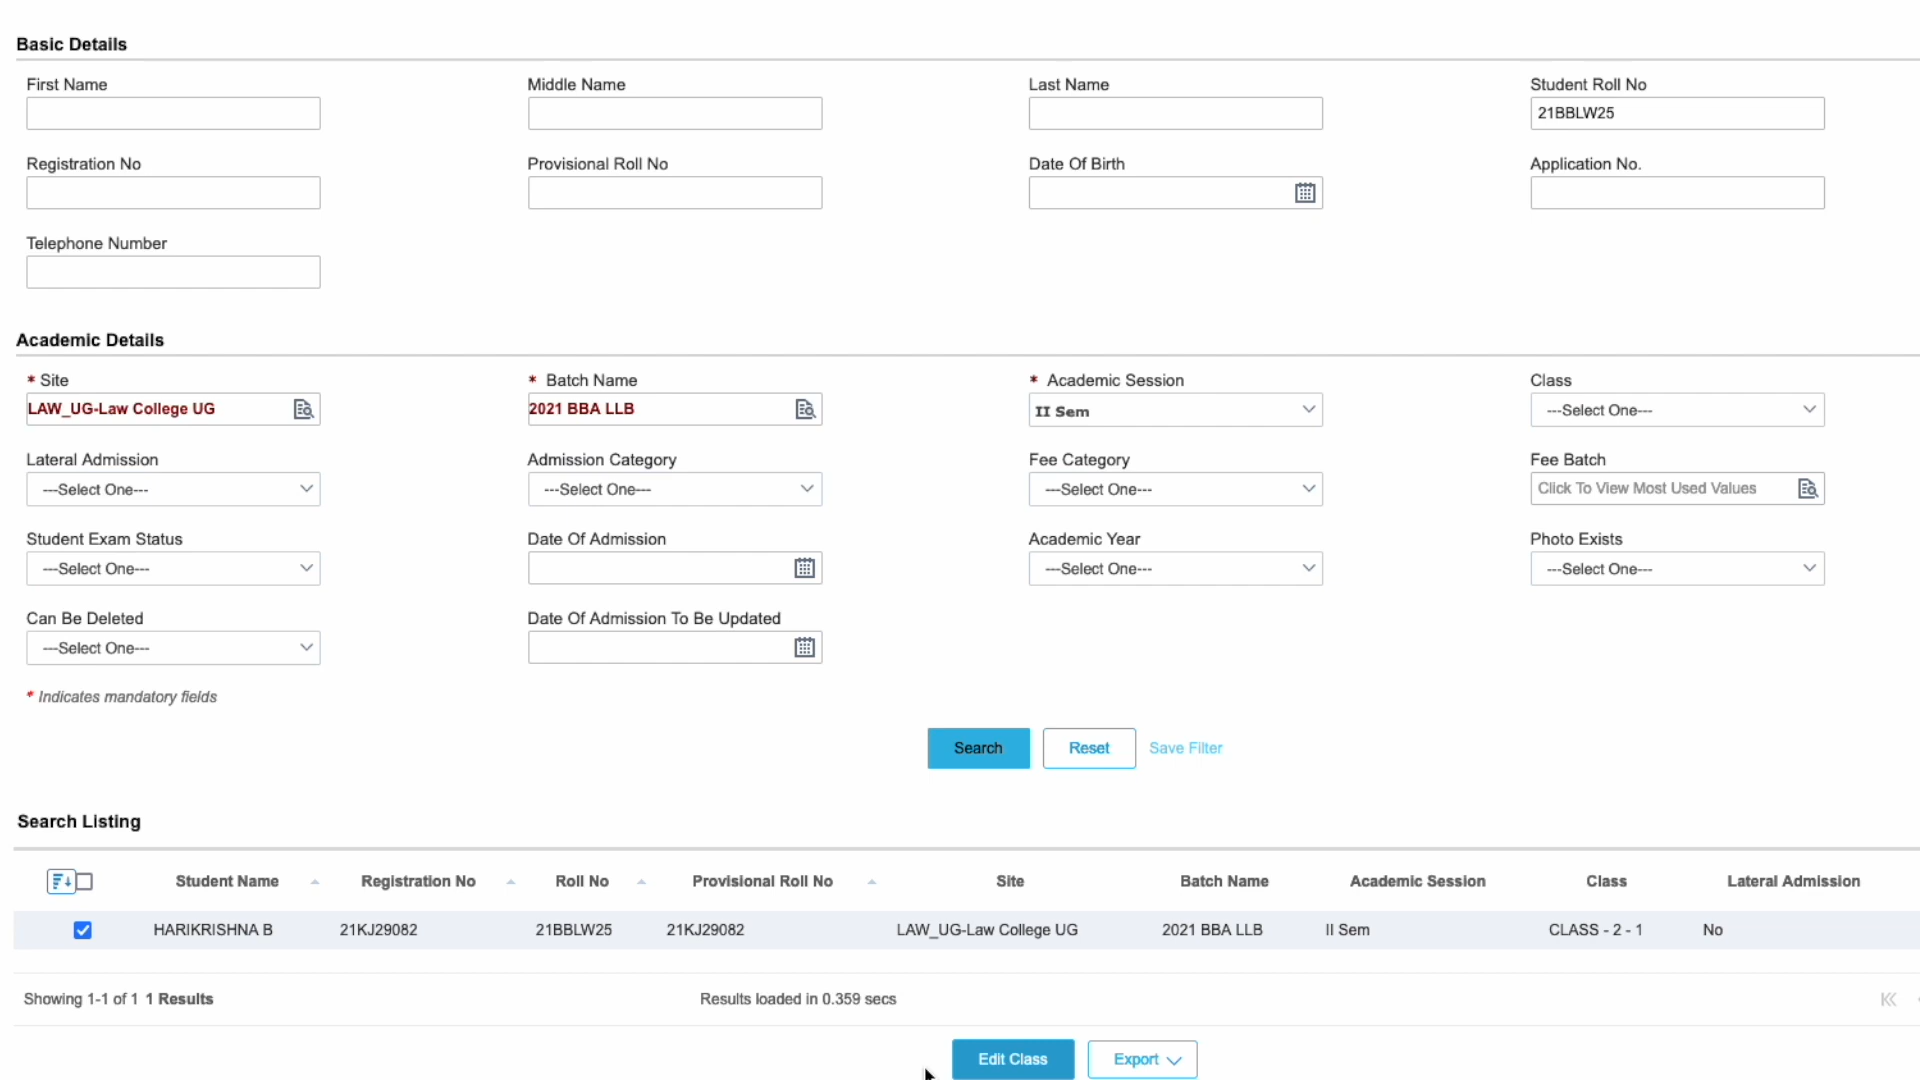 Basic Details
First Name Middle Name Last Name Student Roll No
21BBLW25
Registration No Provisional Roll No Date Of Birth Application No.
Telephone Number
Academic Details
* Site * Batch Name * Academic Session Class
LAW_UG-Law College UG 2021 BBA LLB II Sem ---Select One---
Lateral Admission Admission Category Fee Category Fee Batch
---Select One--- ---Select One--- ---Select One--- Click To View Most Used Values
Student Exam Status Date Of Admission Academic Year Photo Exists
---Select One--- ---Select One--- ---Select One---
Can Be Deleted Date Of Admission To Be Updated
---Select One---
* Indicates mandatory fields
Search Reset Save Filter
Search Listing
Student Name Registration No Roll No Provisional Roll No Site Batch Name Academic Session Class Lateral Admission
HARIKRISHNA B 21KJ29082 21BBLW25 21KJ29082 LAW_UG-Law College UG 2021 BBA LLB II Sem CLASS - 2 - 1 No
Showing 1-1 of 1 1 Results Results loaded in 0.359 secs
Edit Class Export